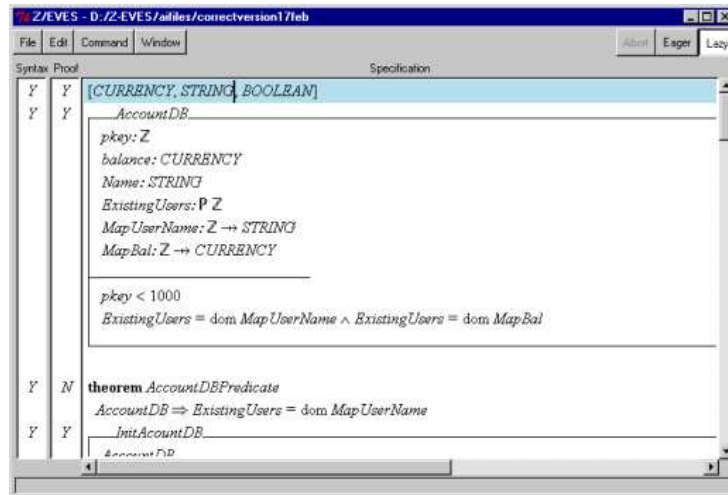 Z/EVES - D:/Z-EVES/aifiles/correctversion17feb
File Edit Command Window Abort Eager Lazy
Syntax Proof Specification
Y Y [CURRENCY, STRING, BOOLEAN]
Y Y AccountDB
pkey: ℤ
balance: CURRENCY
Name: STRING
ExistingUsers: ℙ ℤ
MapUserName: ℤ ⇸ STRING
MapBal: ℤ ⇸ CURRENCY
pkey < 1000
ExistingUsers = dom MapUserName ∧ ExistingUsers = dom MapBal
Y N theorem AccountDBPredicate
AccountDB ⇒ ExistingUsers = dom MapUserName
Y Y InitAcountDB
AccountDB